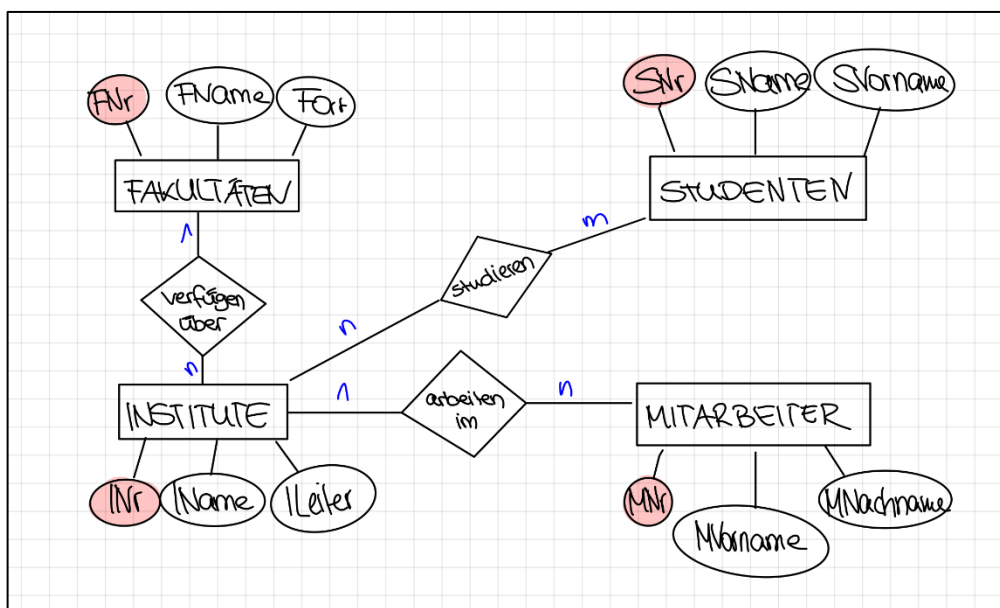 FNr
FName
FOrt
SNr
SName
SVorname
FAKULTÄTEN
STUDENTEN
1
m
verfügen
über
studieren
n
n
INSTITUTE
1
arbeiten
im
n
MITARBEITER
INr
IName
ILeiter
MNr
MVorname
MNachname